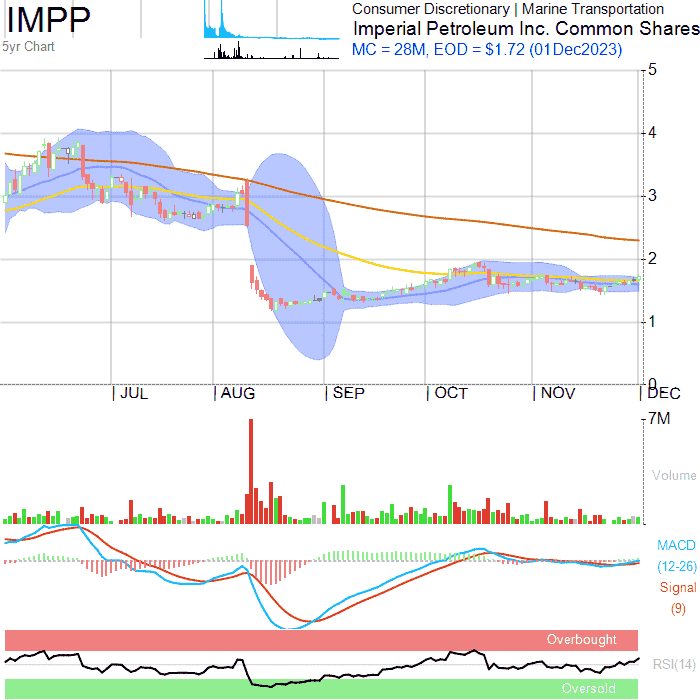 IMPP
5yr Chart
Consumer Discretionary | Marine Transportation
Imperial Petroleum Inc. Common Shares
MC = 28M, EOD = $1.72 (01Dec2023)
5
4
3
2
1
0
JUL AUG SEP OCT NOV DEC
7M
Volume
MACD
(12-26)
Signal
(9)
Overbought
RSI(14)
Oversold